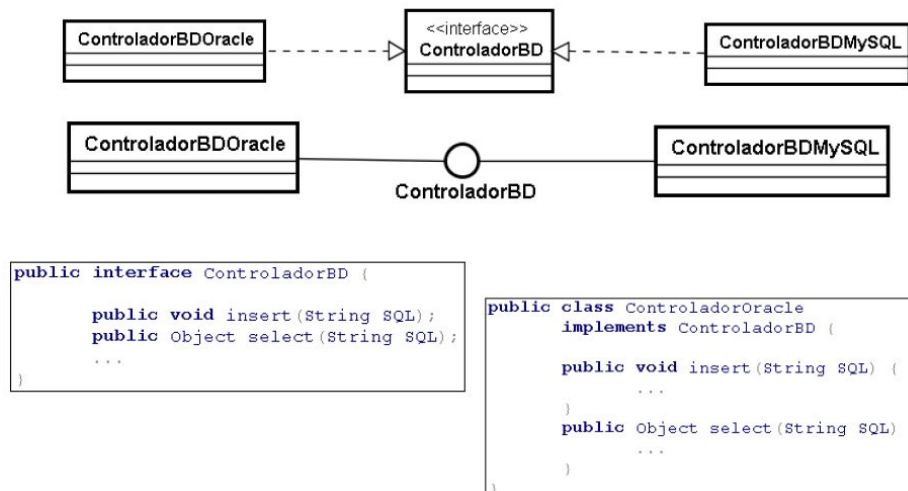 ControladorBDOracle
<<interface>>
ControladorBD
ControladorBDMySQL
ControladorBDOracle
ControladorBDMySQL
ControladorBD
public interface ControladorBD {
public void insert(String SQL);
public Object select(String SQL);
...
}
public class ControladorOracle
implements ControladorBD {
public void insert(String SQL) {
...
}
public Object select(String SQL)
...
}
}